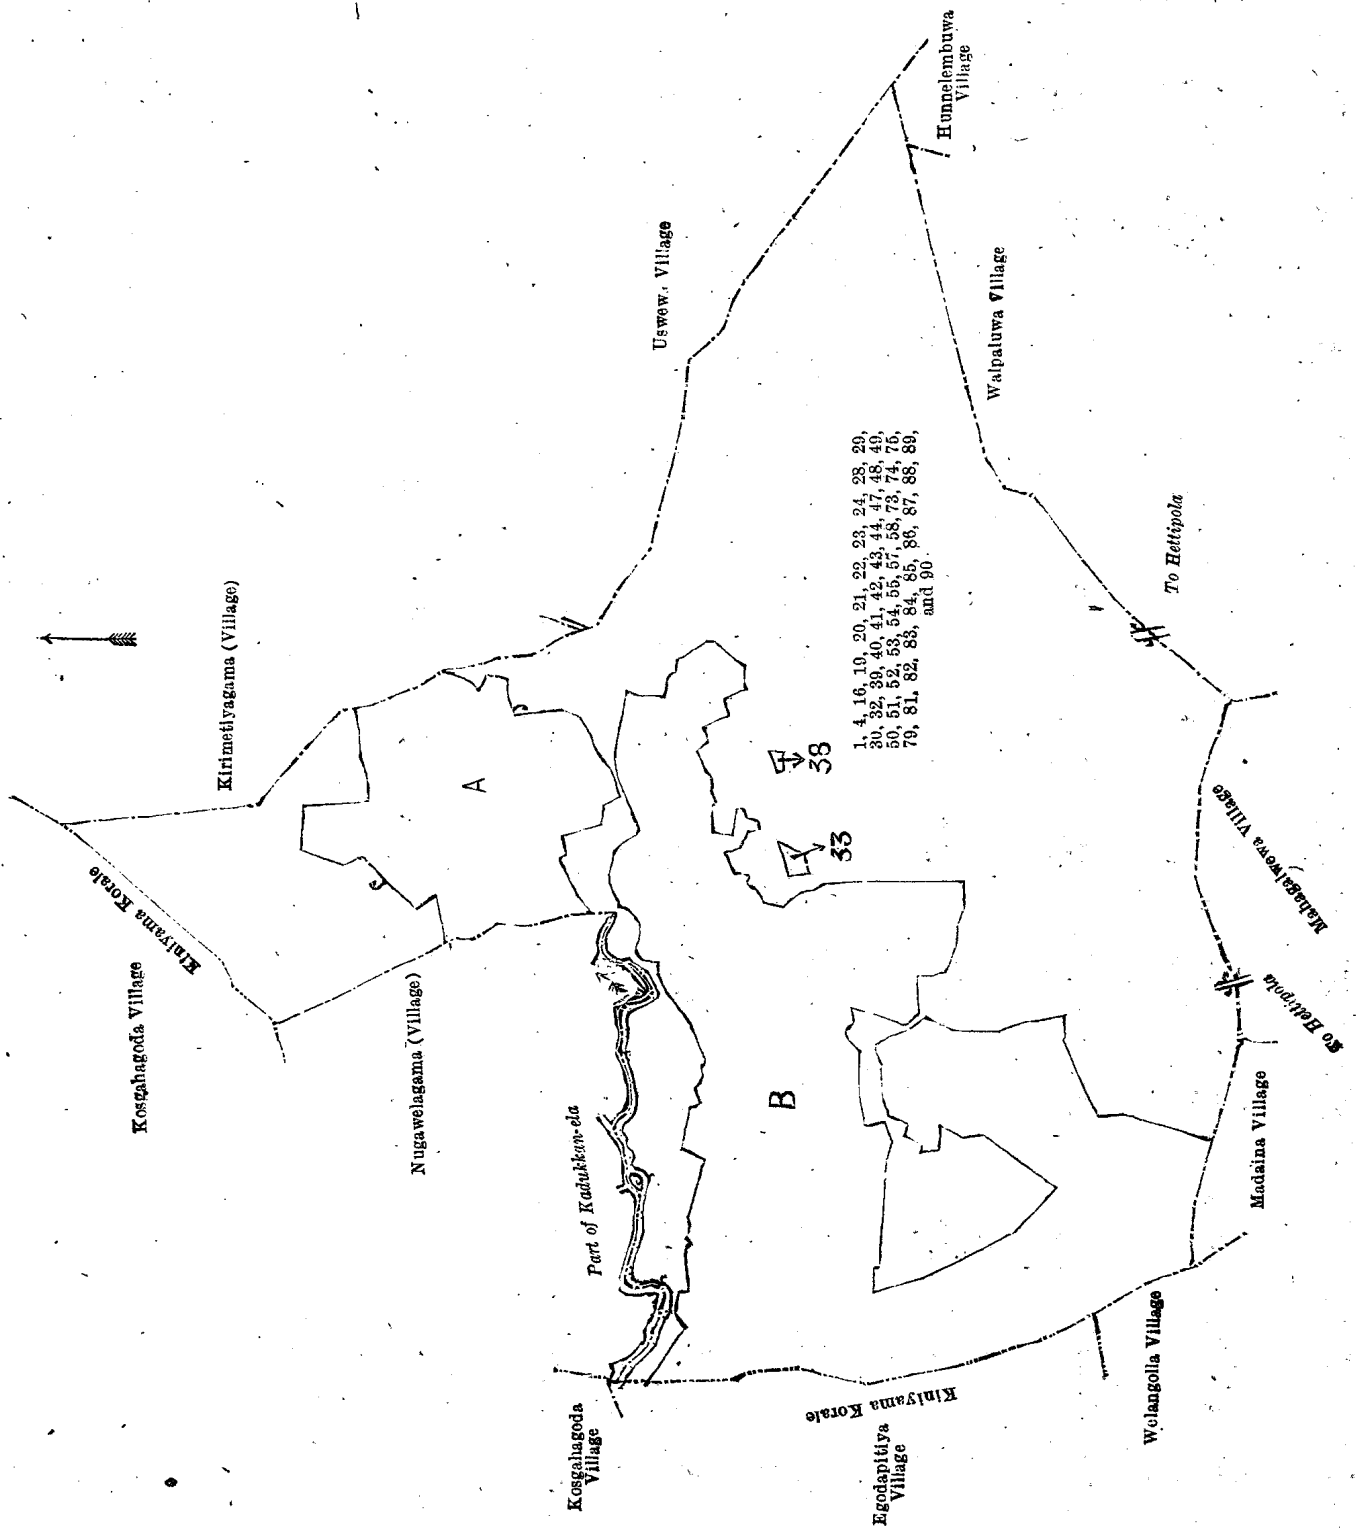 Hunnelembuwa
Village
Uswew. Village
Walpaluwa Village
Kirimetiyagama (Village)
To Hettipola
1, 4, 16, 19, 20, 21, 22, 23, 24, 28, 29,
30, 32, 39, 40, 41, 42, 43, 44, 47, 48, 49,
50, 51, 52, 53, 54, 55, 57, 58, 73, 74, 75,
79, 81, 82, 83, 84, 85, 86, 87, 88, 89,
and 90
A
38
33
Kiniyama Korale
Kosgahagoda Village
Nugawelagama (Village)
Mahagalwewa Village
To Hettipola
Part of Kadukkan-ela
B
Madaina Village
Kosgahagoda
Village
Kiniyama Korale
Egodapitiya
Village
Welangolla Village